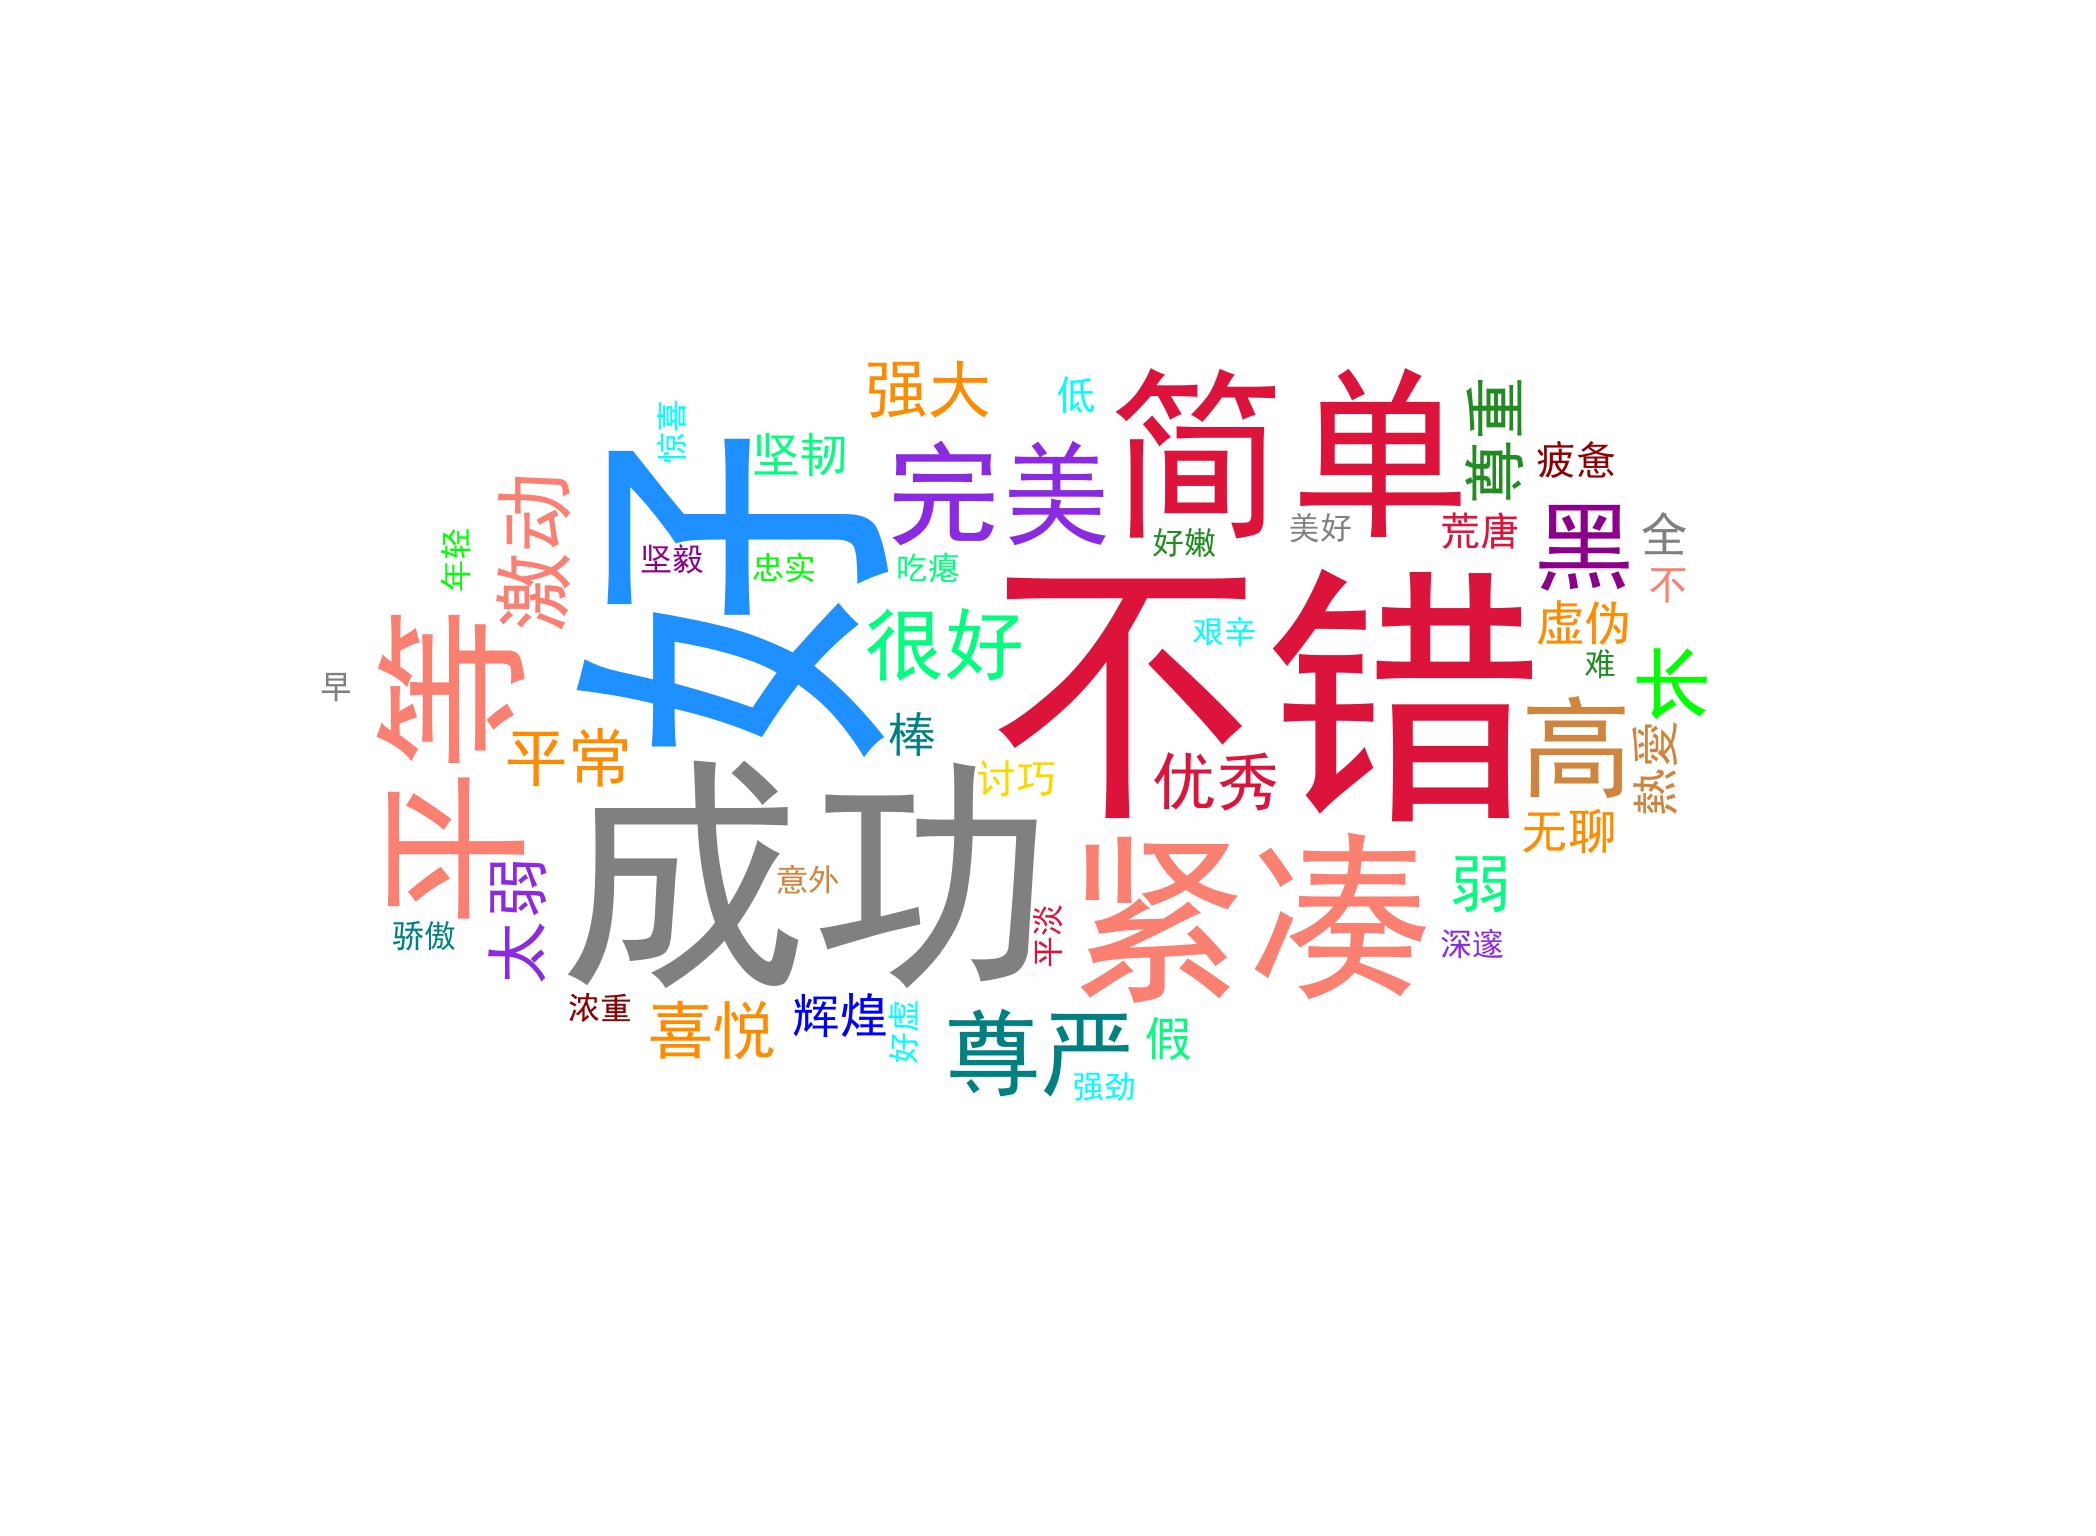 强大
低
简单
尊重
惊喜
坚韧
完美
疲惫
激动
好
美好
荒唐
黑
全
年轻
坚毅
忠实
吃瘪
好嫩
不
很好
不错
艰辛
虚伪
难
长
早
平等
平常
棒
讨巧
优秀
高
熱愛
无聊
太弱
成功
意外
平淡
紧凑
弱
深邃
骄傲
浓重
喜悦
辉煌
好虚
尊严
假
强劲